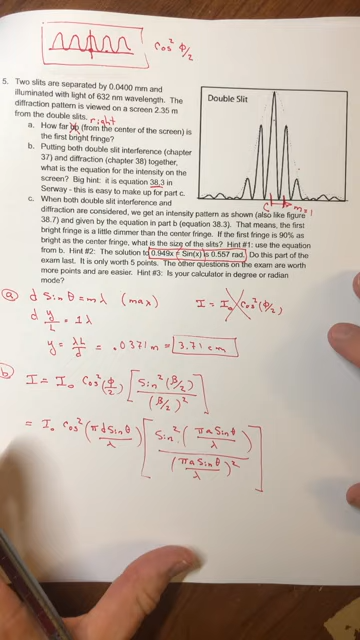 cos² φ/2
5. Two slits are separated by 0.0400 mm and
illuminated with light of 632 nm wavelength. The
diffraction pattern is viewed on a screen 2.35 m
from the double slits.
right
a. How far up (from the center of the screen) is
the first bright fringe?
b. Putting both double slit interference (chapter
37) and diffraction (chap 38) together,
what is the equation for the intensity on the
screen? Big hint: it is equation 38.3 in
Serway - this is easy to make up for part c.
c. When both double slit interference and
diffraction are considered, we get an intensity pattern as shown (also like figure
38.7) and given by the equation in part b (equation 38.3). That means, the first
bright fringe is a little dimmer than the center fringe. If the first fringe is 90% as
bright as the center fringe, what is the size of the slits? Hint #1: use the equation
from b. Hint #2: The solution to 0.949x = Sin(x) is 0.557 rad. Do this part of the
exam last. It is only worth 5 points. The other questions on the exam are worth
more points and are easier. Hint #3: Is your calculator in degree or radian
mode?
Double Slit
m=1
ⓐ d Sin θ = mλ (max)
I = I₀ cos²(φ/2)
d y/L = 1λ
y = λL/d = .0371m = 3.71 cm
ⓑ I = I₀ cos²(φ/2) [Sin²(β/2)/(β/2)²]
= I₀ cos²(πd Sinθ/λ) [Sin²(πa Sinθ/λ)/(πa Sinθ/λ)²]